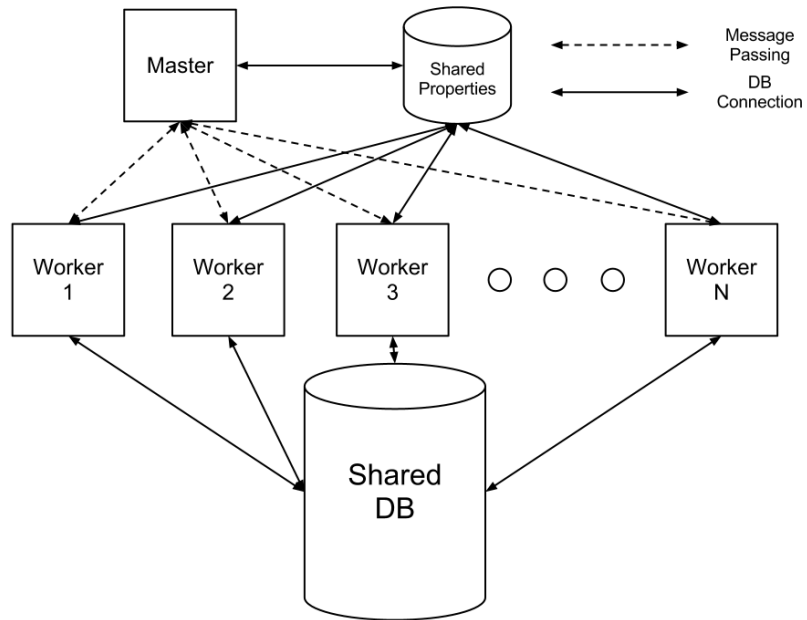 Master
Shared
Properties
Message
Passing
DB
Connection
Worker
1
Worker
2
Worker
3
Worker
N
Shared
DB